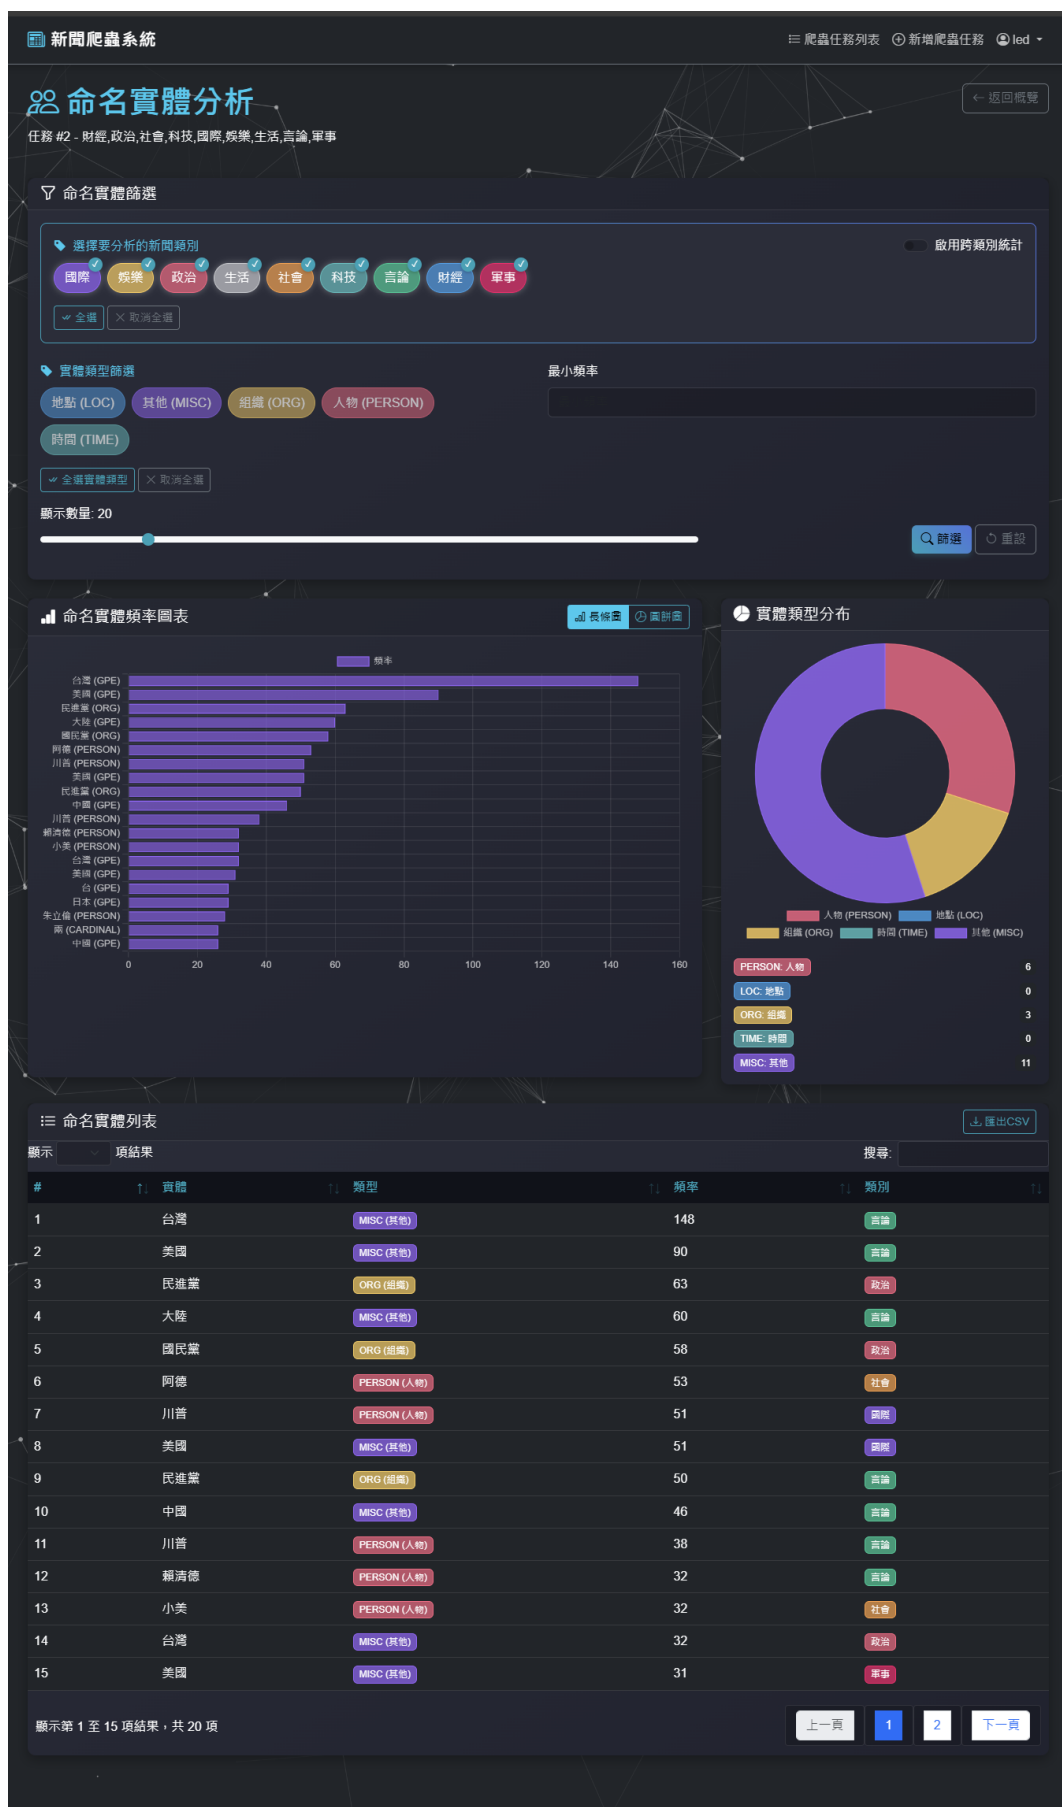 新聞爬蟲系統
爬蟲任務列表 新增爬蟲任務 led
命名實體分析
返回概覽
任務 #2 - 財經,政治,社會,科技,國際,娛樂,生活,言論,軍事
命名實體篩選
選擇要分析的新聞類別
啟用跨類別統計
國際 娛樂 政治 生活 社會 科技 言論 財經 軍事
全選 取消全選
實體類型篩選
最小頻率
地點 (LOC) 其他 (MISC) 組織 (ORG) 人物 (PERSON)
時間 (TIME)
全選實體類型 取消全選
顯示數量: 20
篩選 重設
命名實體頻率圖表
長條圖 圓餅圖
頻率
台灣 (GPE)
美國 (GPE)
民進黨 (ORG)
大陸 (GPE)
國民黨 (ORG)
阿德 (PERSON)
川普 (PERSON)
美國 (GPE)
民進黨 (ORG)
中國 (GPE)
川普 (PERSON)
賴清德 (PERSON)
小美 (PERSON)
台灣 (GPE)
美國 (GPE)
台 (GPE)
日本 (GPE)
朱立倫 (PERSON)
兩 (CARDINAL)
中國 (GPE)
0 20 40 60 80 100 120 140 160
實體類型分布
人物 (PERSON) 地點 (LOC)
組織 (ORG) 時間 (TIME) 其他 (MISC)
PERSON: 人物 6
LOC: 地點 0
ORG: 組織 3
TIME: 時間 0
MISC: 其他 11
命名實體列表
匯出CSV
顯示 項結果
搜尋:
# 實體 類型 頻率 類別
1 台灣 MISC (其他) 148 言論
2 美國 MISC (其他) 90 言論
3 民進黨 ORG (組織) 63 政治
4 大陸 MISC (其他) 60 言論
5 國民黨 ORG (組織) 58 政治
6 阿德 PERSON (人物) 53 社會
7 川普 PERSON (人物) 51 國際
8 美國 MISC (其他) 51 國際
9 民進黨 ORG (組織) 50 言論
10 中國 MISC (其他) 46 言論
11 川普 PERSON (人物) 38 言論
12 賴清德 PERSON (人物) 32 言論
13 小美 PERSON (人物) 32 社會
14 台灣 MISC (其他) 32 政治
15 美國 MISC (其他) 31 軍事
顯示第 1 至 15 項結果，共 20 項
上一頁 1 2 下一頁